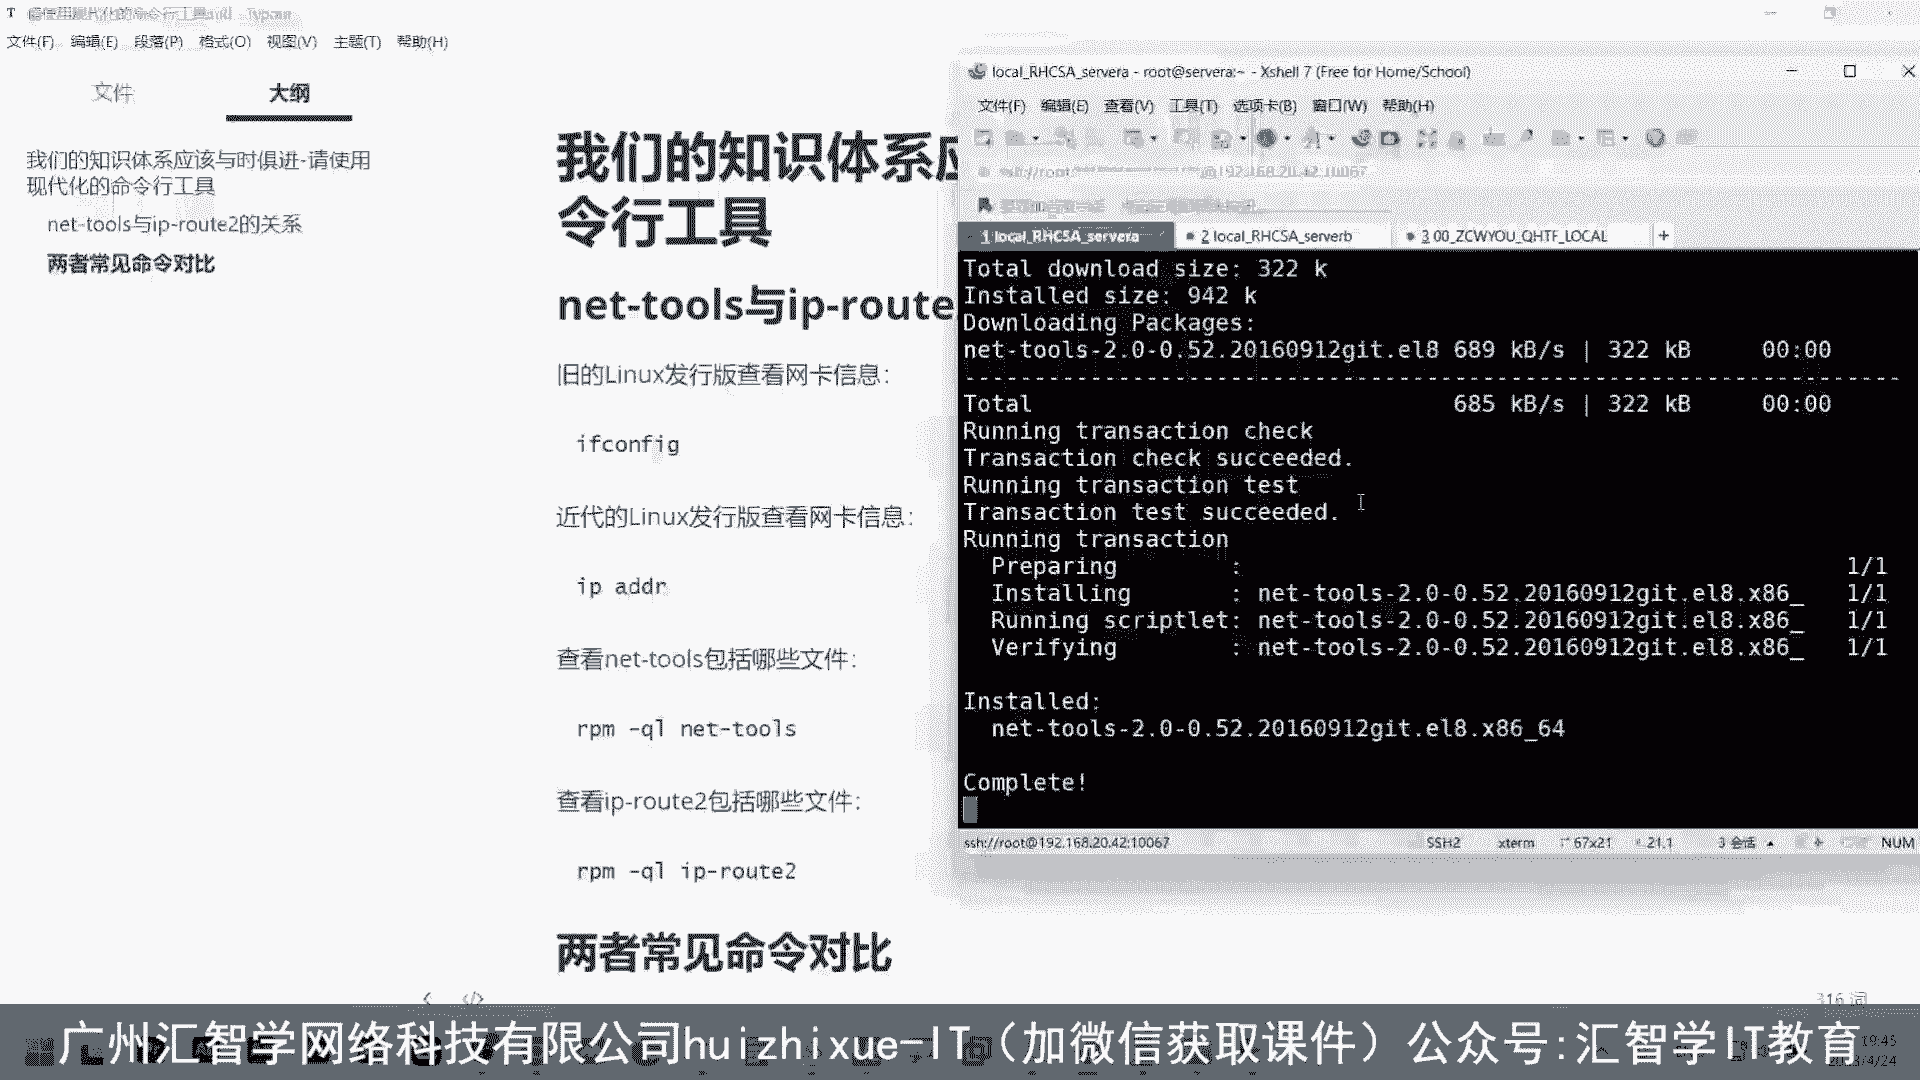 文件(F) 编辑(E) 段落(P) 格式(O) 视图(V) 主题(T) 帮助(H)
文件 大纲
我们的知识体系应该与时俱进-请使用
现代化的命令行工具
net-tools与ip-route2的关系
两者常见命令对比
我们的知识体系应
令行工具
net-tools与ip-route
旧的Linux发行版查看网卡信息：
ifconfig
近代的Linux发行版查看网卡信息：
ip addr
查看net-tools包括哪些文件：
rpm -ql net-tools
查看ip-route2包括哪些文件：
rpm -ql ip-route2
两者常见命令对比
316 词
local_RHCSA_servera - root@servera:~ - Xshell 7 (Free for Home/School)
文件(F) 编辑(E) 查看(V) 工具(T) 选项卡(B) 窗口(W) 帮助(H)
1 local_RHCSA_servera 2 local_RHCSA_serverb 3 00_ZCWYOU_QHTF_LOCAL +
Total download size: 322 k
Installed size: 942 k
Downloading Packages:
net-tools-2.0-0.52.20160912git.el8 689 kB/s | 322 kB 00:00
-------------------------------------------------------------------
Total 685 kB/s | 322 kB 00:00
Running transaction check
Transaction check succeeded.
Running transaction test
Transaction test succeeded.
Running transaction
Preparing : 1/1
Installing : net-tools-2.0-0.52.20160912git.el8.x86_ 1/1
Running scriptlet: net-tools-2.0-0.52.20160912git.el8.x86_ 1/1
Verifying : net-tools-2.0-0.52.20160912git.el8.x86_ 1/1
Installed:
net-tools-2.0-0.52.20160912git.el8.x86_64
Complete!
ssh://root@192.168.20.42:10067 SSH2 xterm 67x21 21,1 3 会话 NUM
广州汇智学网络科技有限公司huizhixue-IT（加微信获取课件）公众号:汇智学IT教育
19:45